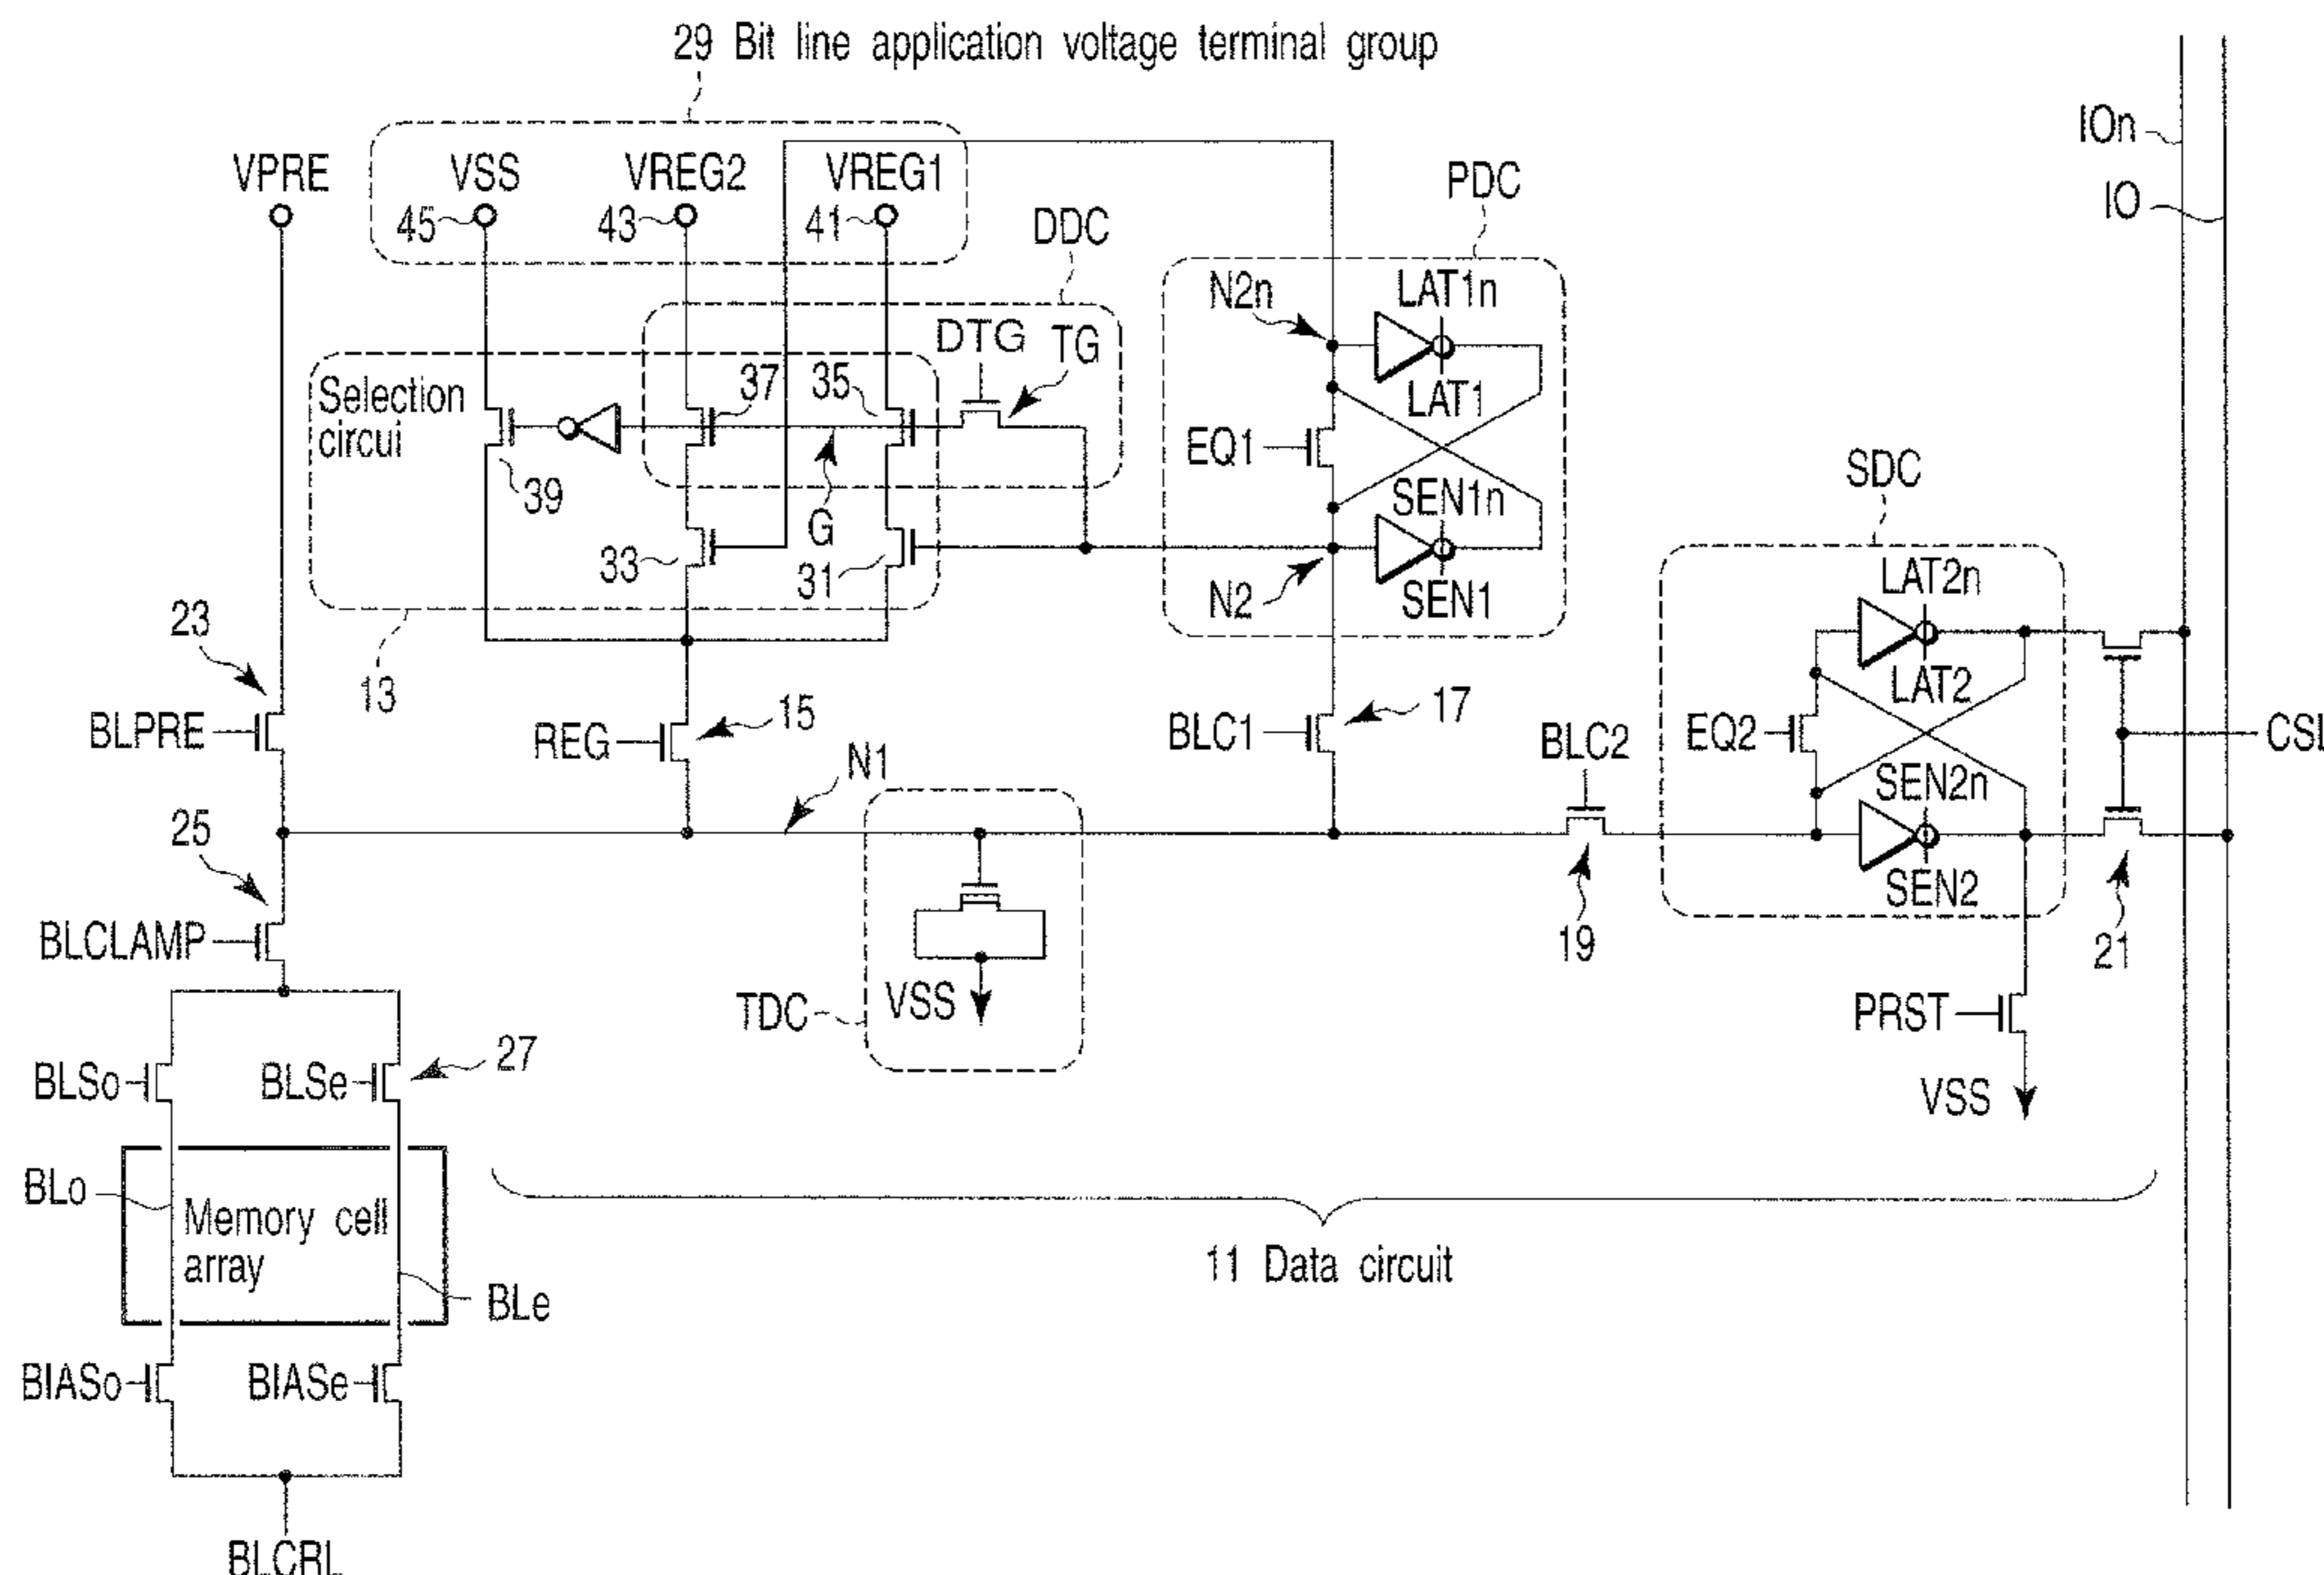 29 Bit line application voltage terminal group
IOn
IO
VPRE
VSS
VREG2
VREG1
45
43
41
DDC
PDC
N2n
LAT1n
LAT1
DTG
TG
Selection
circui
37
35
39
G
EQ1
SEN1n
SEN1
33
31
N2
SDC
LAT2n
LAT2
23
13
BLPRE
REG
15
BLC1
17
BLC2
EQ2
CSL
N1
SEN2n
SEN2
25
BLCLAMP
19
21
TDC
VSS
PRST
VSS
BLSo
BLSe
27
BLo
Memory cell
array
BLe
11 Data circuit
BIASo
BIASe
BLCRL